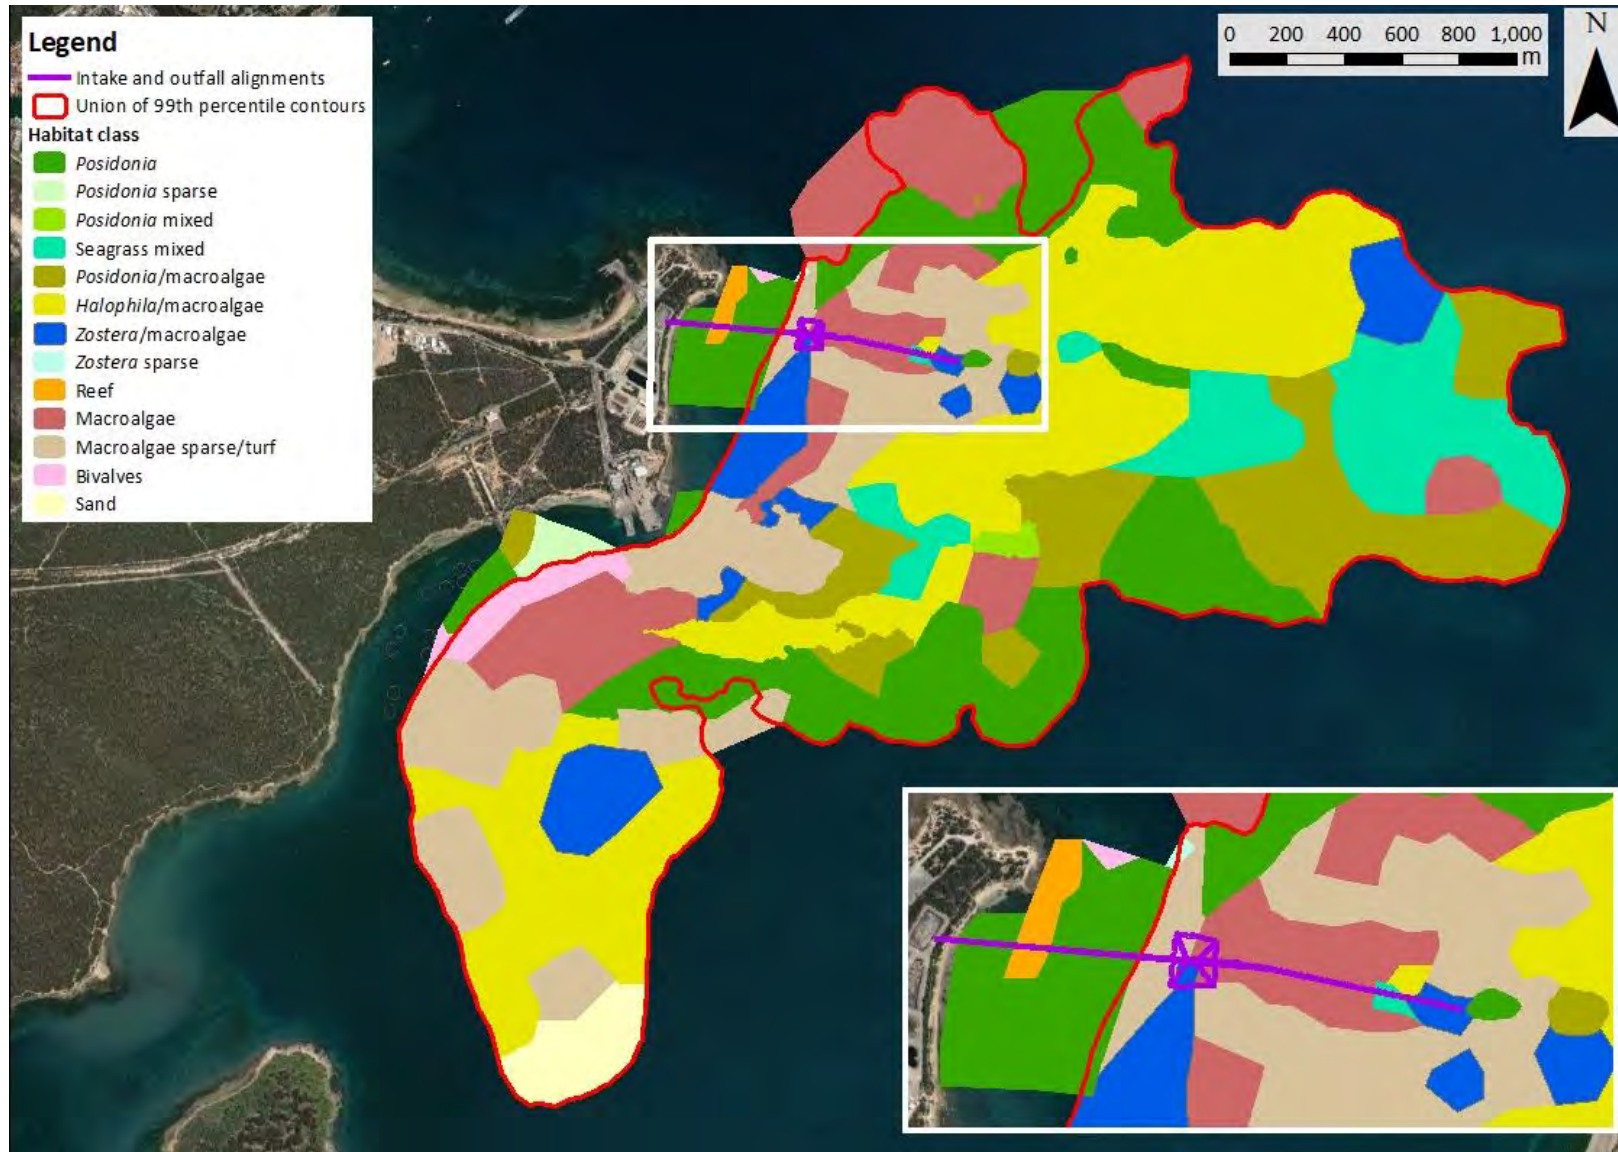 Legend
Intake and outfall alignments
Union of 99th percentile contours
Habitat class
Posidonia
Posidonia sparse
Posidonia mixed
Seagrass mixed
Posidonia/macroalgae
Halophila/macroalgae
Zostera/macroalgae
Zostera sparse
Reef
Macroalgae
Macroalgae sparse/turf
Bivalves
Sand
0 200 400 600 800 1,000
m
N